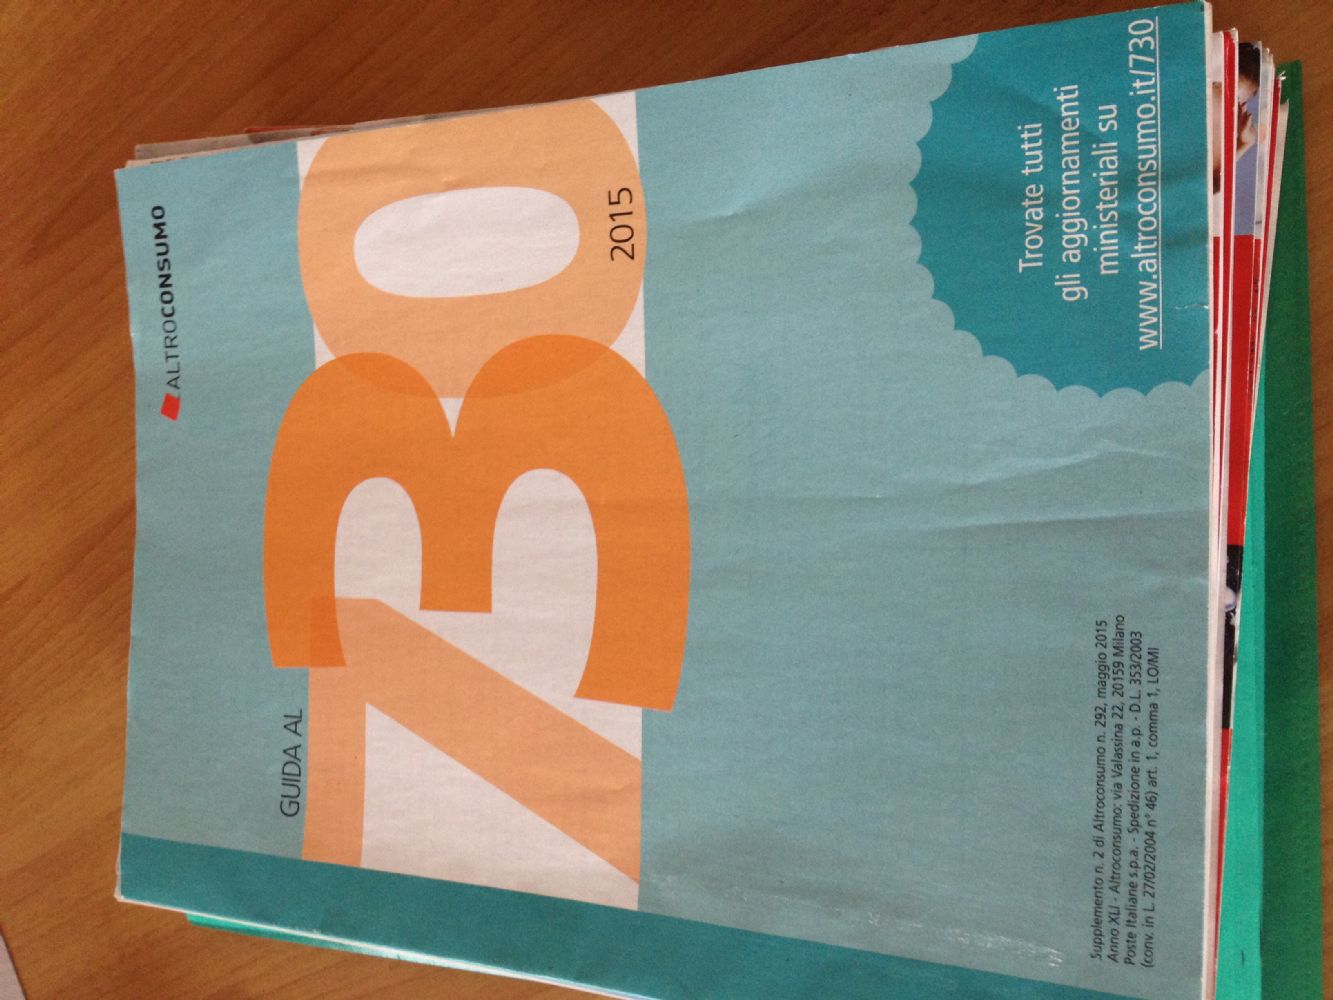 ALTROCONSUMO
GUIDA AL
730
2015
Trovate tutti
gli aggiornamenti
ministeriali su
www.altroconsumo.it/730
Supplemento n. 2 di Altroconsumo n. 292, maggio 2015
Anno XLI - Altroconsumo: via Valassina 22, 20159 Milano
Poste Italiane s.p.a. - Spedizione in a.p. - D.L. 353/2003
(conv. in L. 27/02/2004 n° 46) art. 1, comma 1, LO/MI